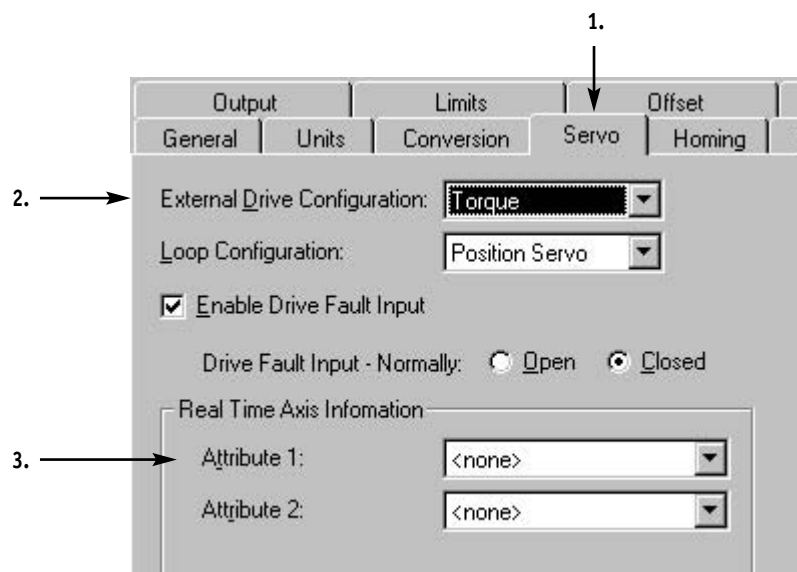 1.
Output Limits Offset
General Units Conversion Servo Homing
2. External Drive Configuration: Torque
Loop Configuration: Position Servo
Enable Drive Fault Input
Drive Fault Input - Normally: Open Closed
Real Time Axis Infomation
3. Attribute 1: <none>
Attribute 2: <none>